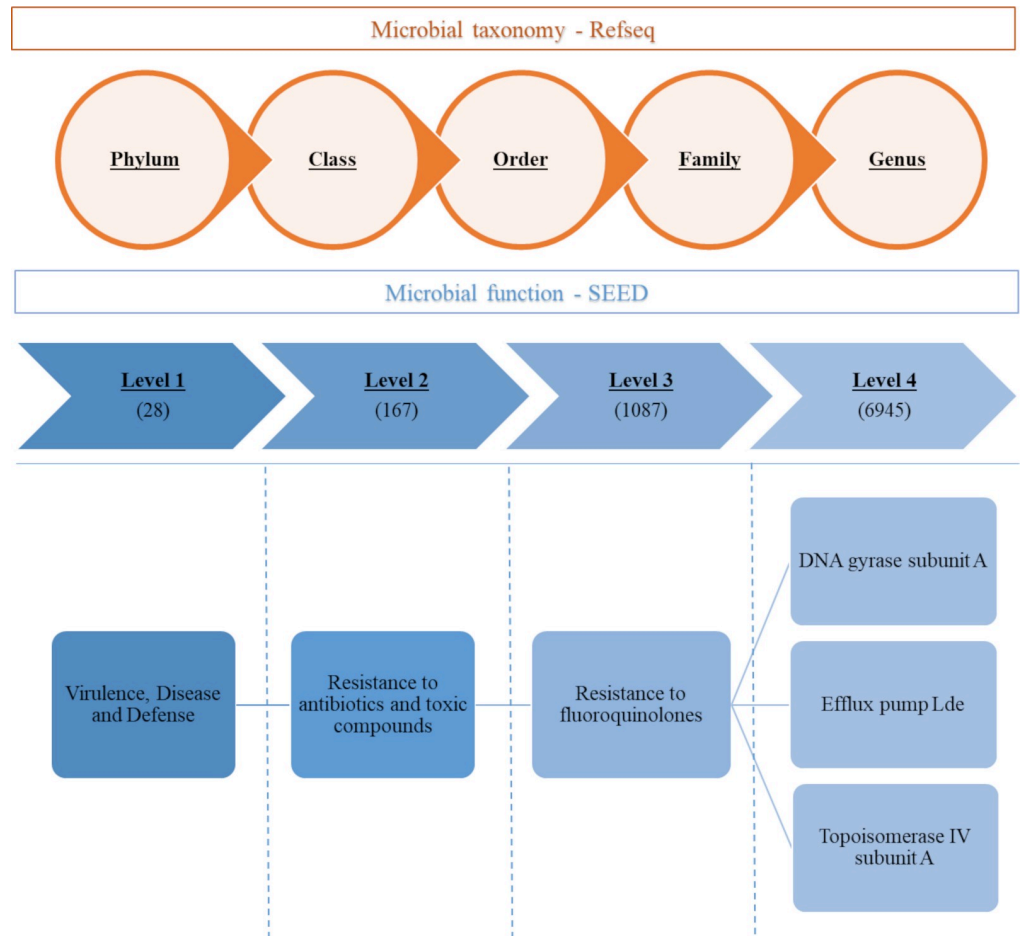 Microbial taxonomy - Refseq
Phylum
Class
Order
Family
Genus
Microbial function - SEED
Level 1
(28)
Level 2
(167)
Level 3
(1087)
Level 4
(6945)
Virulence, Disease
and Defense
Resistance to
antibiotics and toxic
compounds
Resistance to
fluoroquinolones
DNA gyrase subunit A
Efflux pump Lde
Topoisomerase IV
subunit A